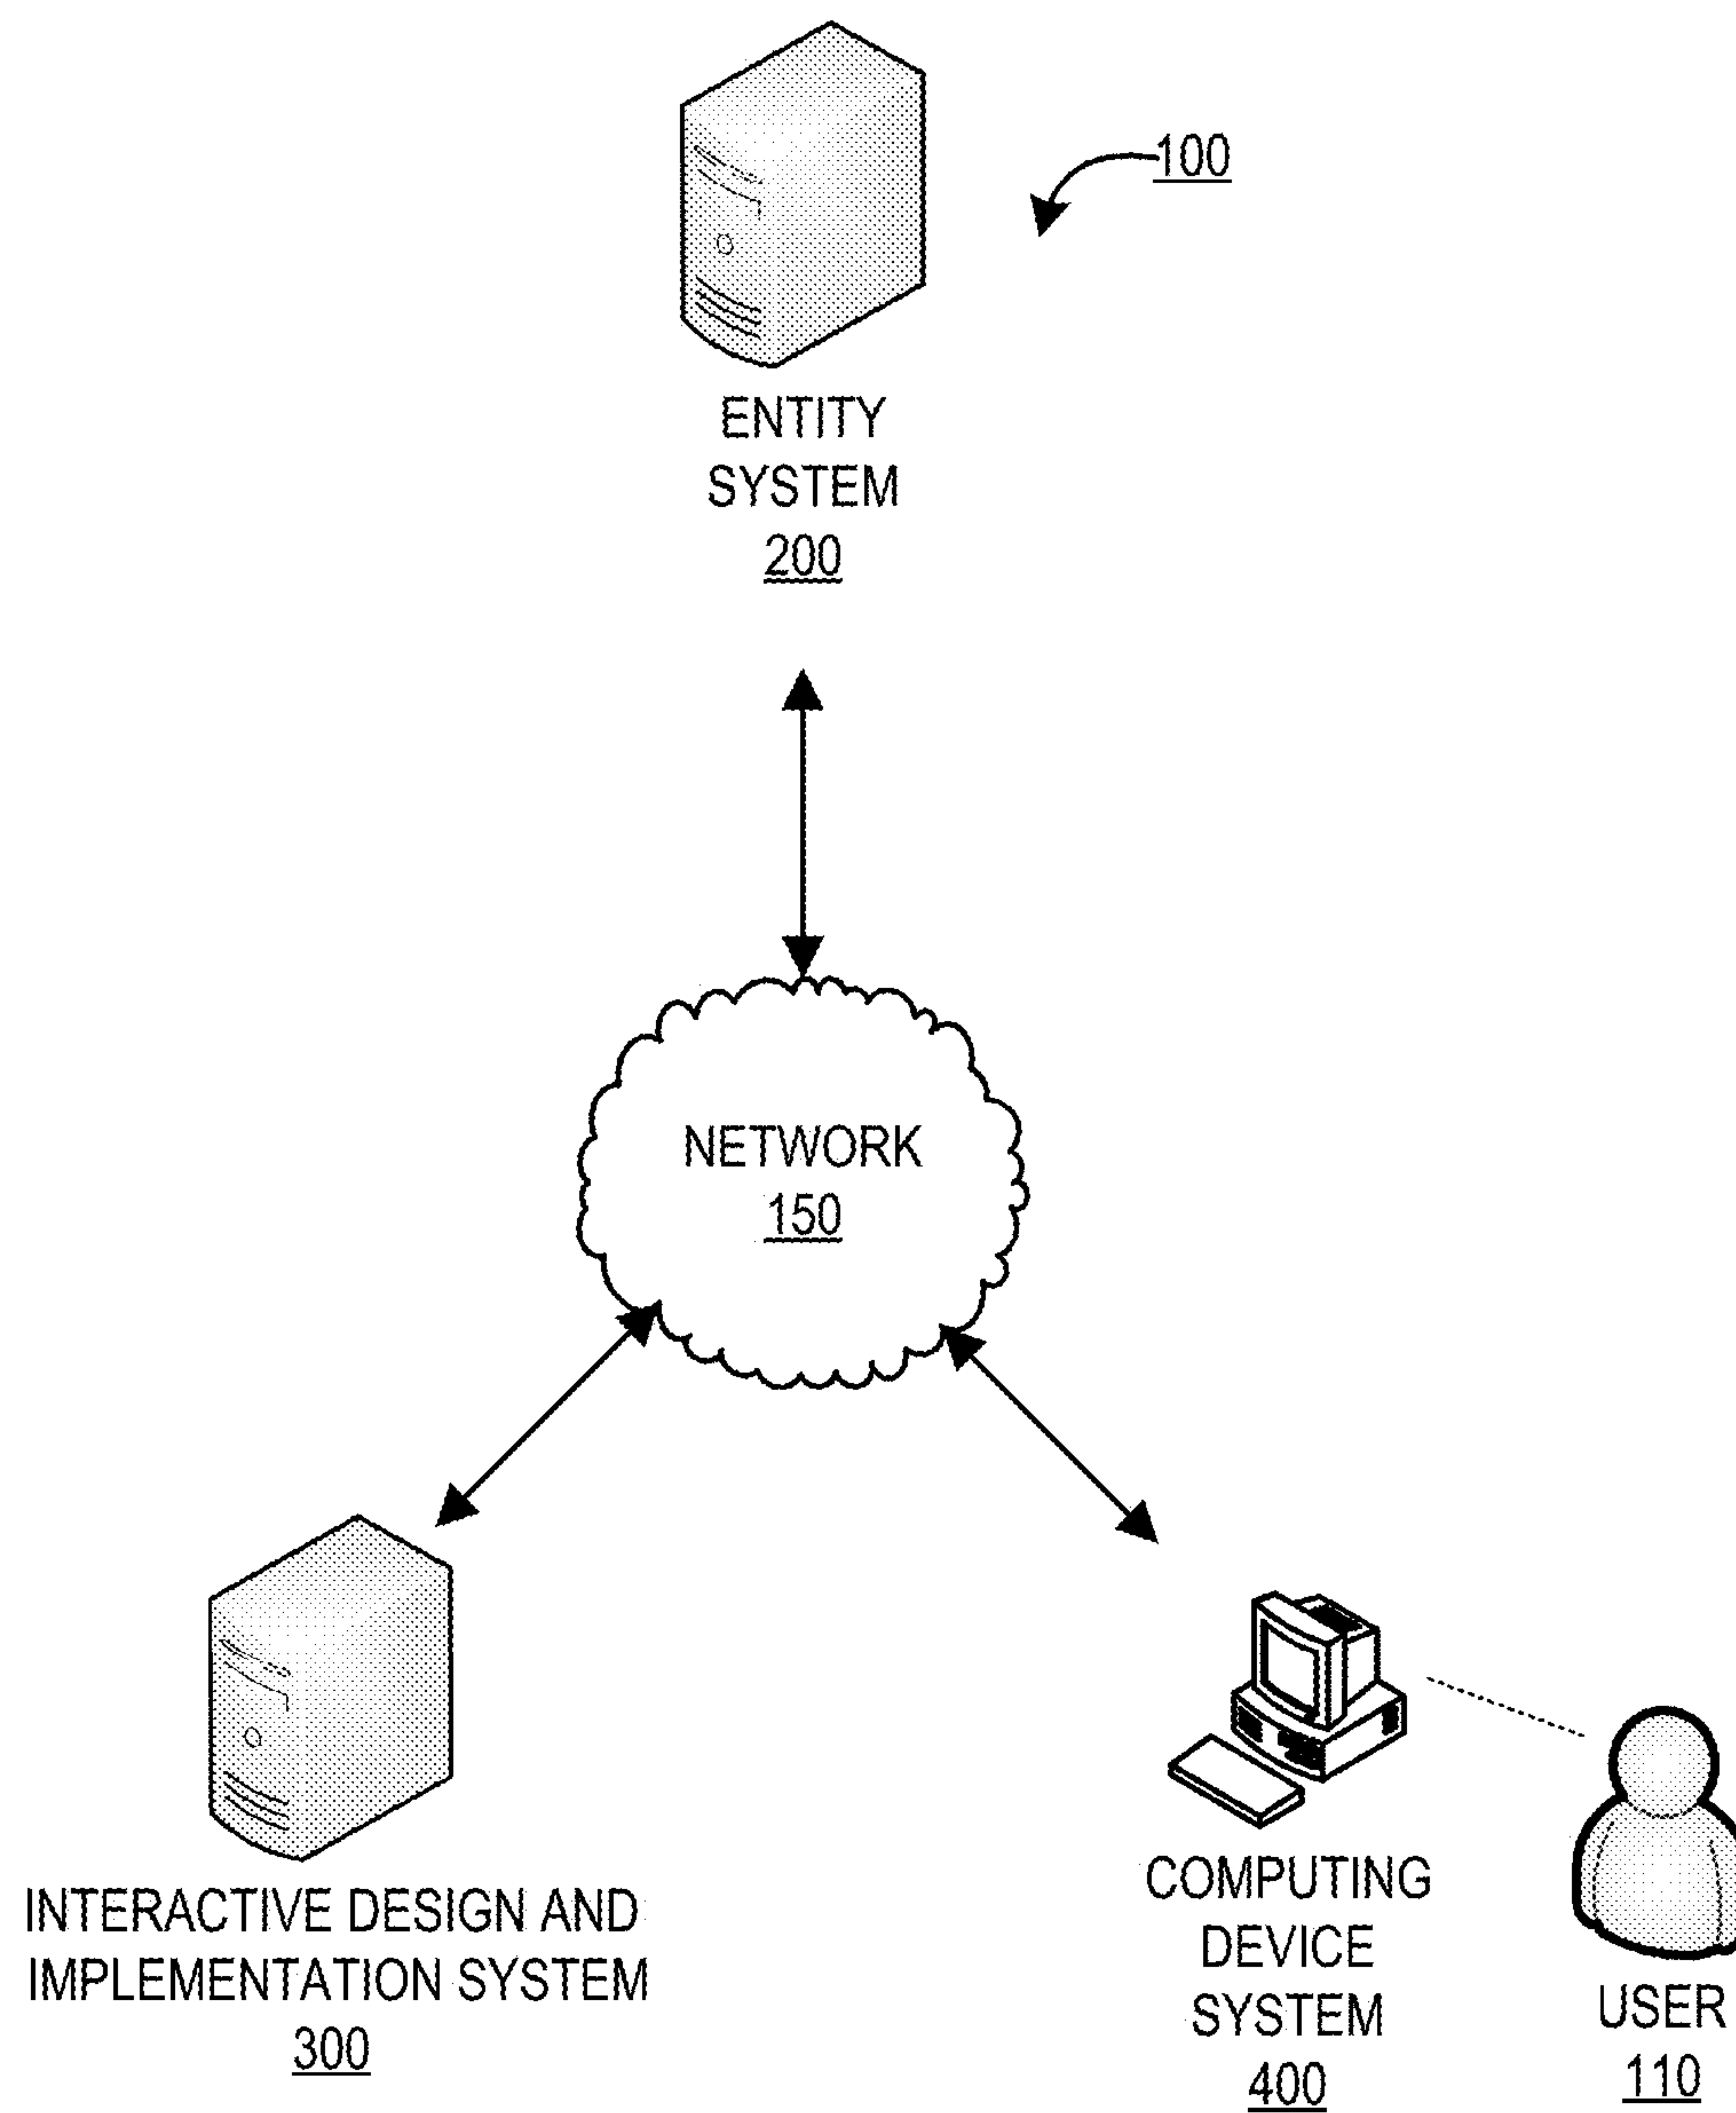 100
ENTITY
SYSTEM
200
NETWORK
150
INTERACTIVE DESIGN AND
IMPLEMENTATION SYSTEM
300
COMPUTING
DEVICE
SYSTEM
400
USER
110